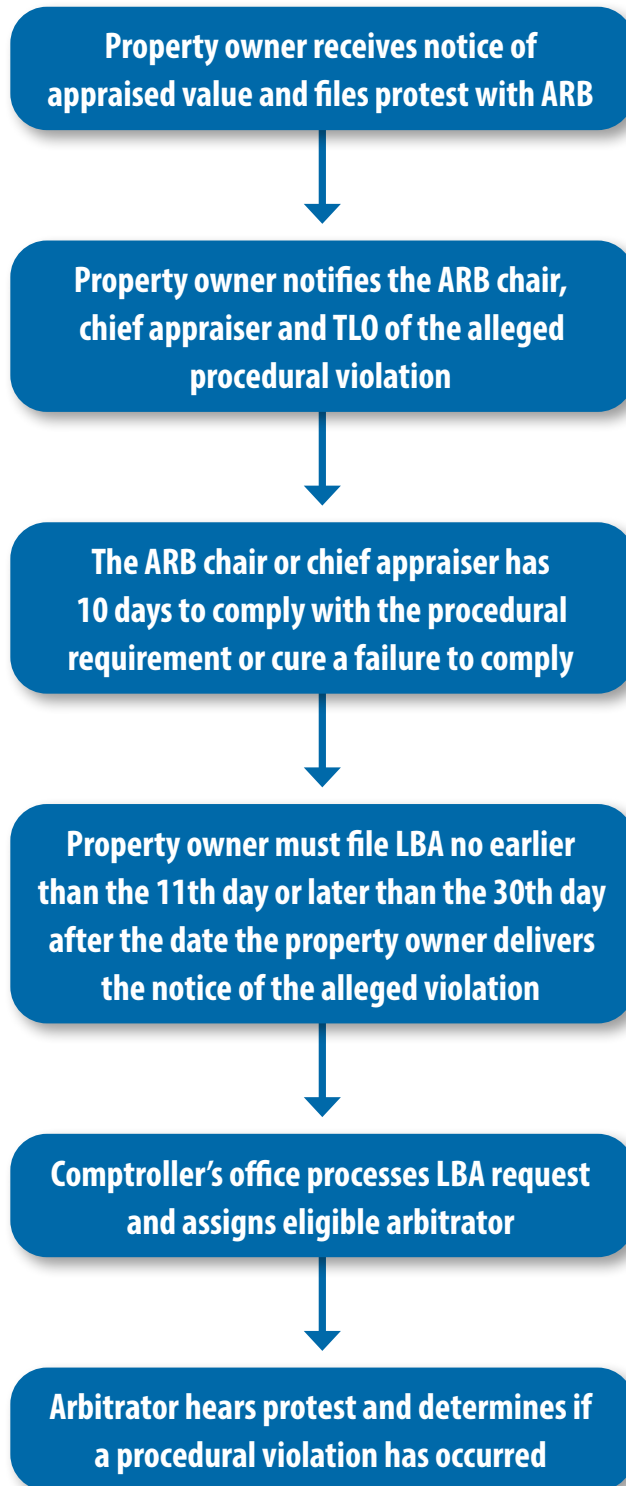 Property owner receives notice of
appraised value and files protest with ARB
Property owner notifies the ARB chair,
chief appraiser and TLO of the alleged
procedural violation
The ARB chair or chief appraiser has
10 days to comply with the procedural
requirement or cure a failure to comply
Property owner must file LBA no earlier
than the 11th day or later than the 30th day
after the date the property owner delivers
the notice of the alleged violation
Comptroller’s office processes LBA request
and assigns eligible arbitrator
Arbitrator hears protest and determines if
a procedural violation has occurred